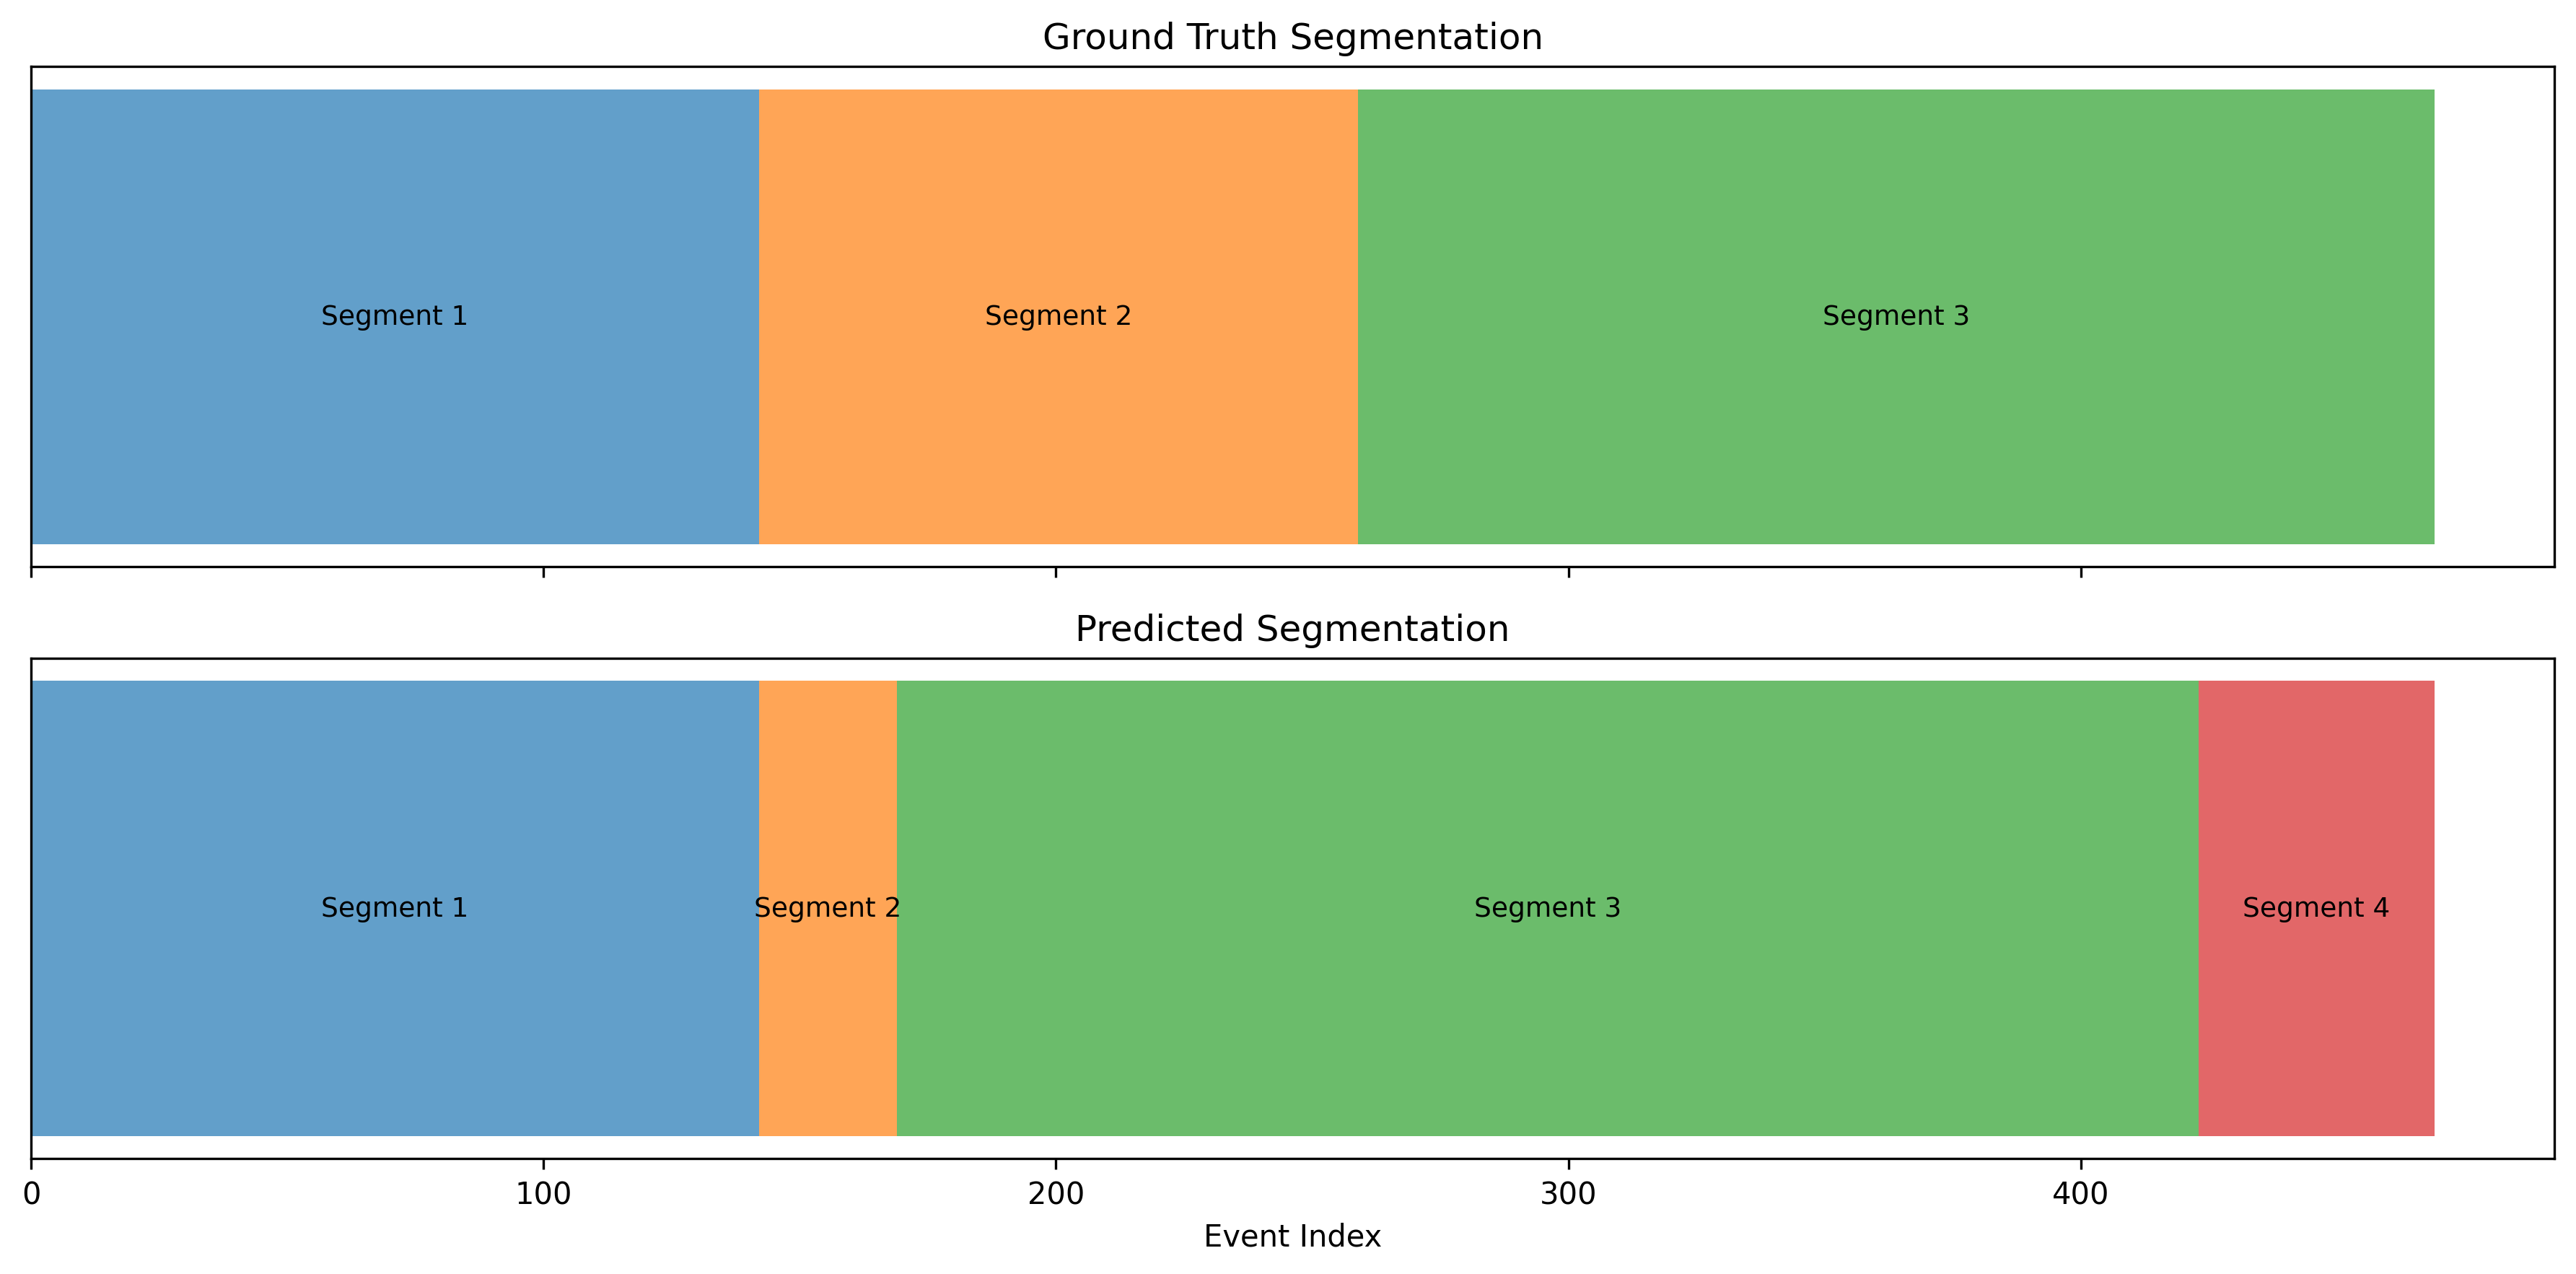 Ground Truth Segmentation
Segment 1 Segment 2 Segment 3
Predicted Segmentation
Segment 1 Segment 2 Segment 3 Segment 4
0 100 200 300 400
Event Index